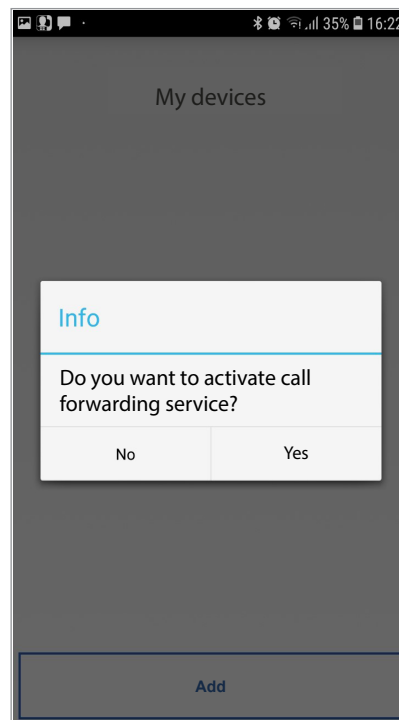 35% 16:22
My devices
Info
Do you want to activate call
forwarding service?
No Yes
Add